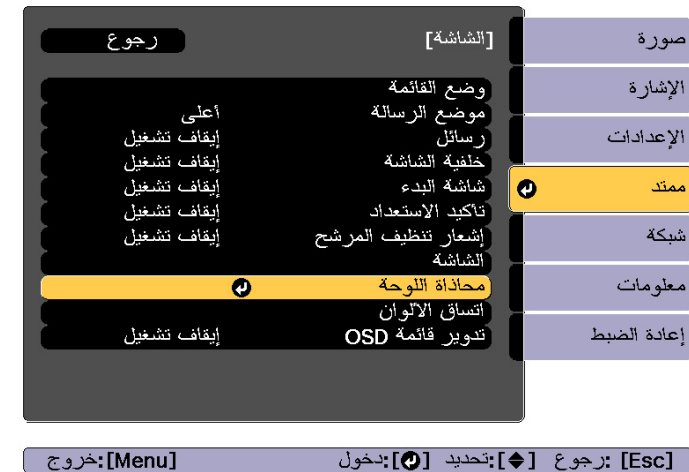 [الشاشة] رجوع
وضع القائمة
موضع الرسالة أعلى
رسائل إيقاف تشغيل
خلفية الشاشة إيقاف تشغيل
شاشة البدء إيقاف تشغيل
تأكيد الاستعداد إيقاف تشغيل
إشعار تنظيف المرشح إيقاف تشغيل
الشاشة
محاذاة اللوحة
اتساق الألوان
تدوير قائمة OSD إيقاف تشغيل
صورة
الإشارة
الإعدادات
ممتد
شبكة
معلومات
إعادة الضبط
[Esc] :رجوع [♦]:تحديد [↵]:دخول [Menu]:خروج